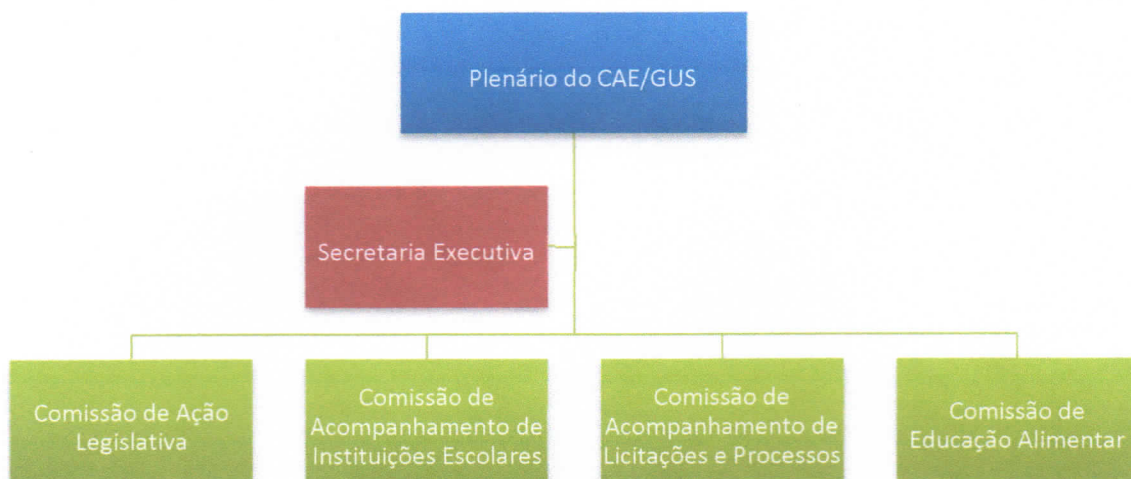 Plenário do CAE/GUS
Secretaria Executiva
Comissão de Ação
Legislativa
Comissão de
Acompanhamento de
Instituições Escolares
Comissão de
Acompanhamento de
Licitações e Processos
Comissão de
Educação Alimentar